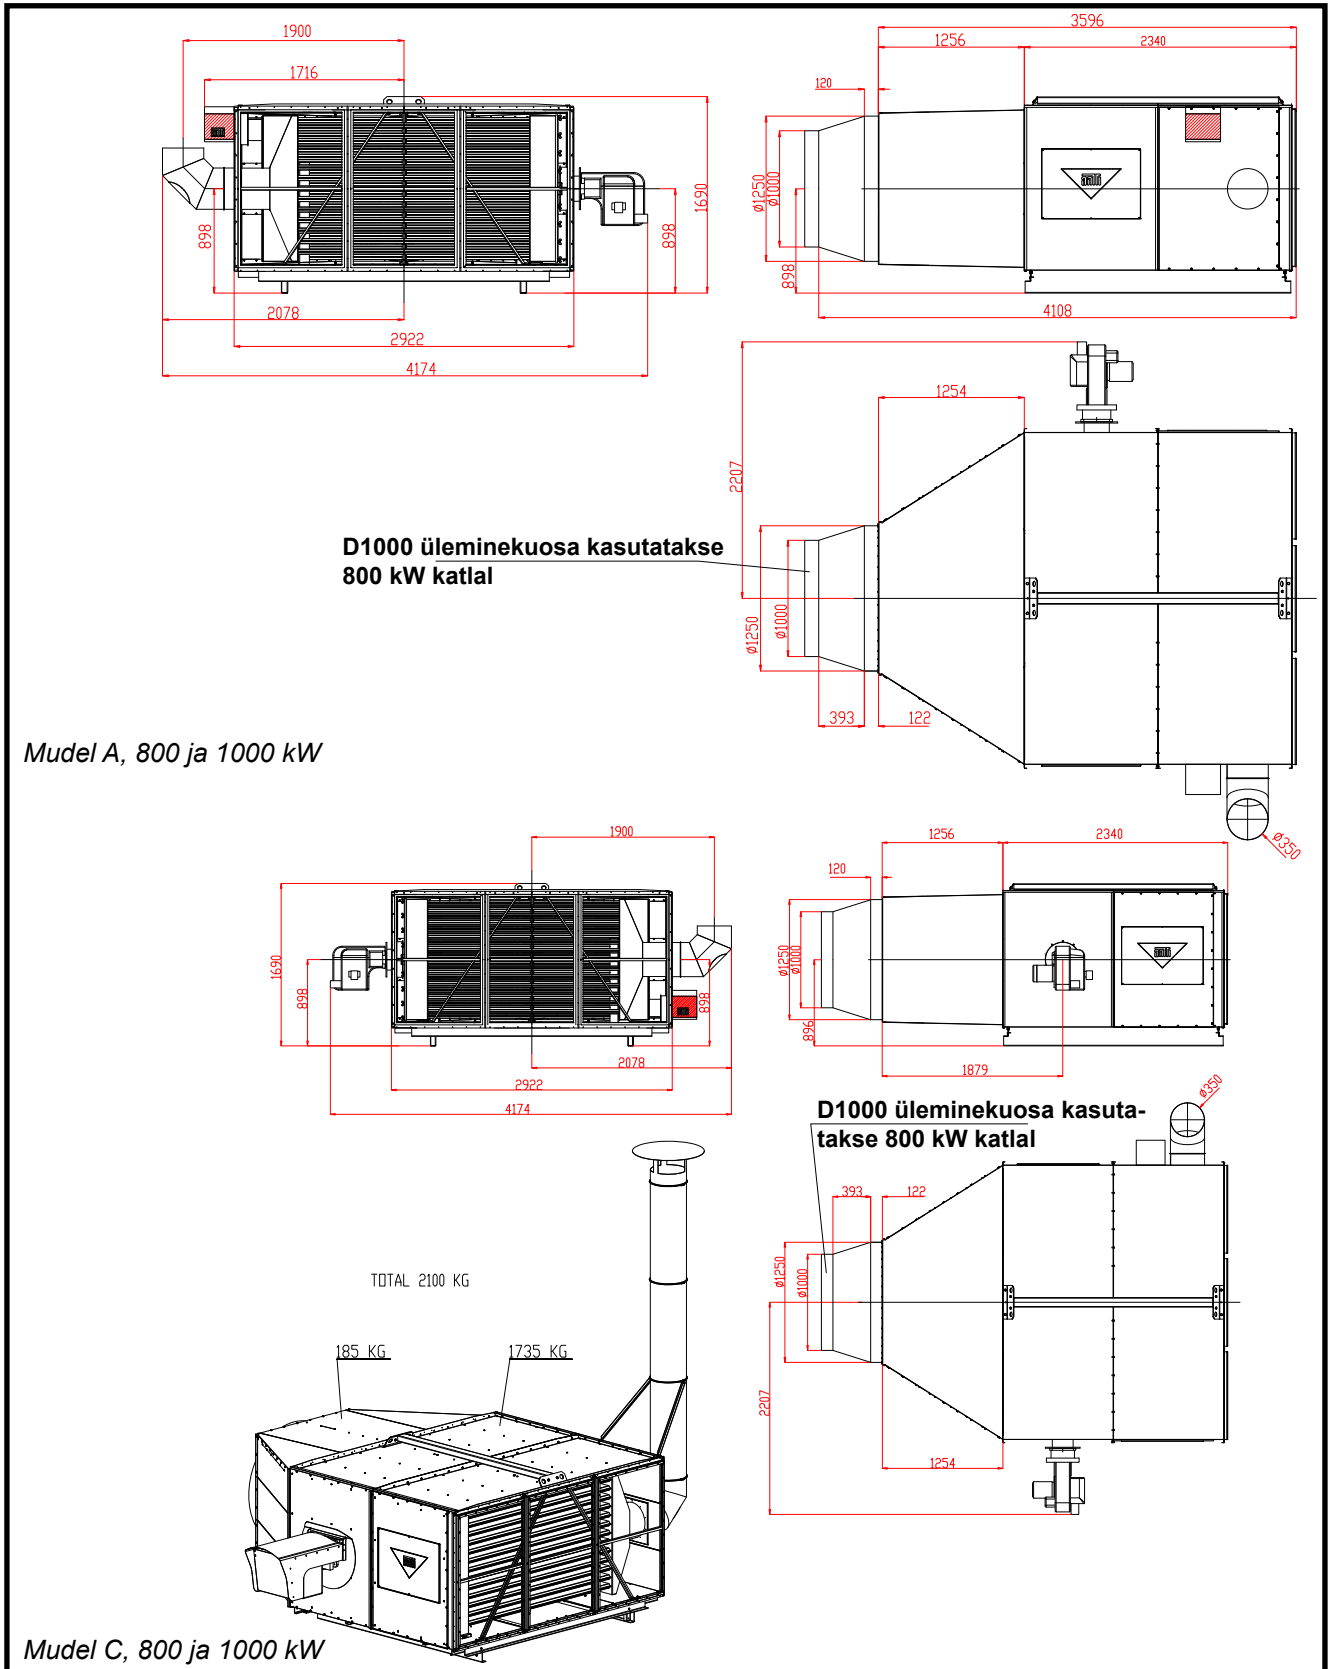 1900
1716
1690
898
898
2078
2922
4174
3596
1256
2340
120
ø1250
ø1000
898
4108
1254
2207
D1000 üleminekuosa kasutatakse
800 kW katlal
ø1250
ø1000
393
122
ø350
Mudel A, 800 ja 1000 kW
1900
1690
898
898
2078
2922
4174
1256
2340
120
ø1250
ø1000
896
1879
D1000 üleminekuosa kasuta-
takse 800 kW katlal
ø350
393
122
ø1250
ø1000
2207
1254
TOTAL 2100 KG
185 KG
1735 KG
Mudel C, 800 ja 1000 kW